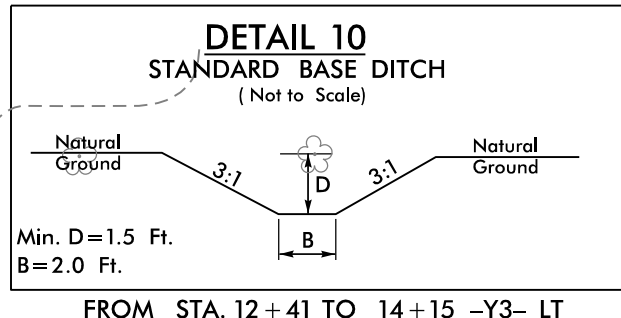 DETAIL 10
STANDARD BASE DITCH
( Not to Scale)
Natural
Ground
3:1
D
3:1
Natural
Ground
B
Min. D=1.5 Ft.
B=2.0 Ft.
FROM STA. 12+41 TO 14+15 -Y3- LT